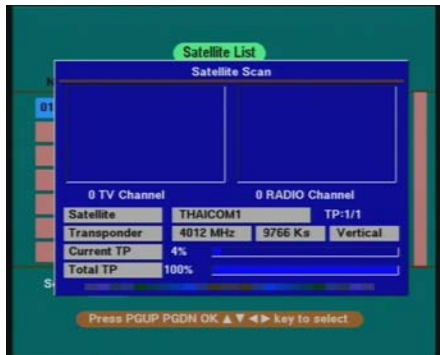 Satellite List
Satellite Scan
N
01
0 TV Channel 0 RADIO Channel
Satellite THAICOM1 TP:1/1
Transponder 4012 MHz 9766 Ks Vertical
Current TP 4%
Total TP 100%
S
Press PGUP PGDN OK ▲ ▼ ◀ ▶ key to select